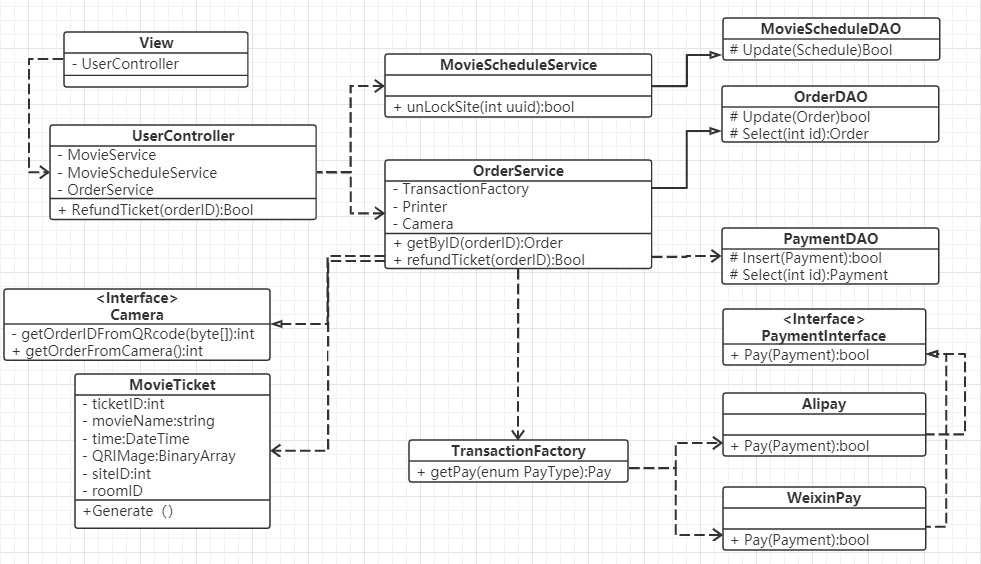 View
- UserController
UserController
- MovieService
- MovieScheduleService
- OrderService
+ RefundTicket(orderID):Bool
MovieScheduleService
+ unLockSite(int uuid):bool
OrderService
- TransactionFactory
- Printer
- Camera
+ getByID(orderID):Order
+ refundTicket(orderID):Bool
MovieScheduleDAO
# Update(Schedule)Bool
OrderDAO
# Update(Order)bool
# Select(int id):Order
PaymentDAO
# Insert(Payment):bool
# Select(int id):Payment
<Interface>
Camera
- getOrderIDFromQRcode(byte[]):int
+ getOrderFromCamera():int
MovieTicket
- ticketID:int
- movieName:string
- time:DateTime
- QRIMage:BinaryArray
- siteID:int
- roomID
+Generate（）
TransactionFactory
+ getPay(enum PayType):Pay
<Interface>
PaymentInterface
+ Pay(Payment):bool
Alipay
+ Pay(Payment):bool
WeixinPay
+ Pay(Payment):bool